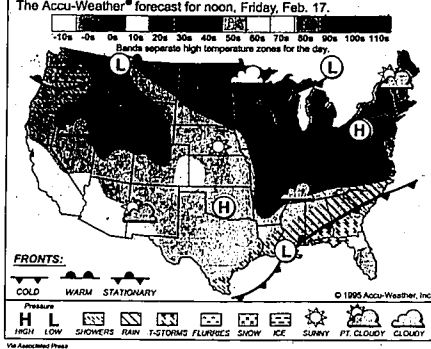 The Accu-Weather® forecast for noon, Friday, Feb. 17.
-10s -0s 0s 10s 20s 30s 40s 50s 60s 70s 80s 90s 100s 110s
Bands separate high temperature zones for the day.
L
L
H
H
L
FRONTS:
COLD WARM STATIONARY
© 1995 Accu-Weather, Inc.
Pressure
H L
HIGH LOW SHOWERS RAIN T-STORMS FLURRIES SNOW ICE SUNNY PT. CLOUDY CLOUDY
Via Associated Press